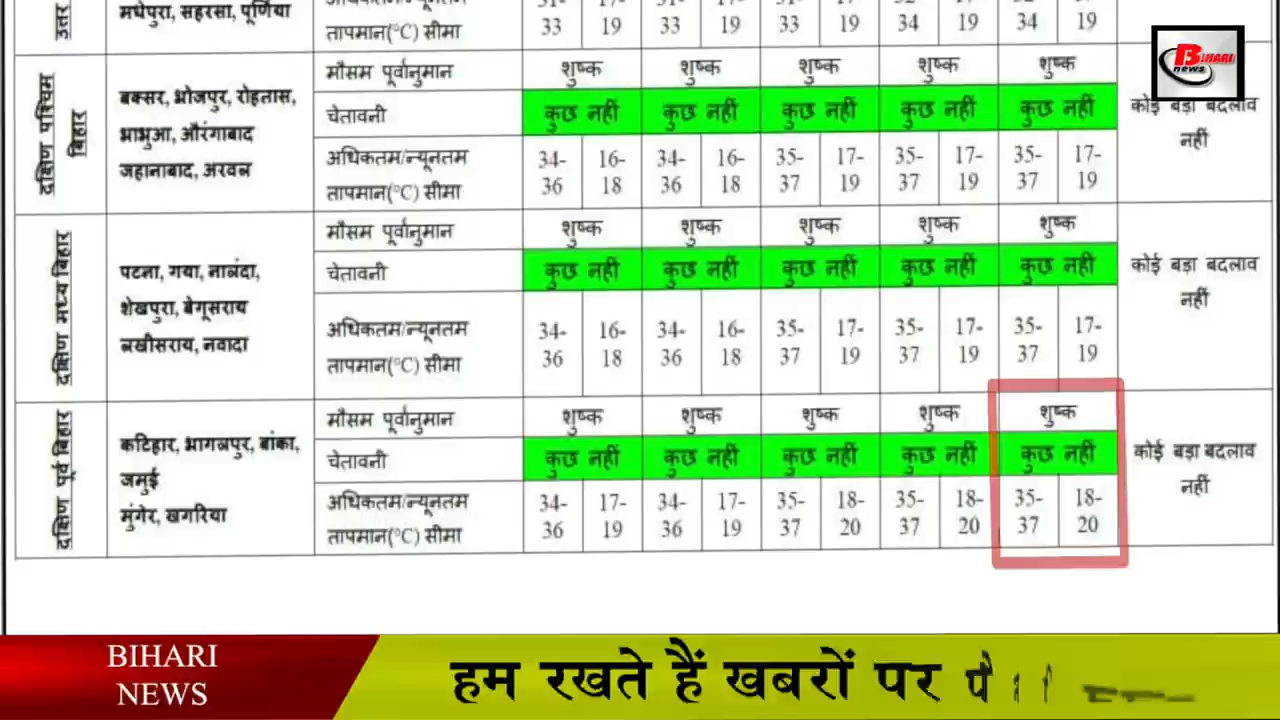 उत्तर
मधेपुरा, सहरसा, पूर्णिया
तापमान(°C) सीमा
33 19 33 19 33 19 34 19 34 19
BIHARI
NEWS
दक्षिण पश्चिम
बिहार
बक्सर, भोजपुर, रोहतास,
भाभुआ, औरंगाबाद
जहानाबाद, अरवल
मौसम पूर्वानुमान
शुष्क शुष्क शुष्क शुष्क शुष्क
चेतावनी
कुछ नहीं कुछ नहीं कुछ नहीं कुछ नहीं कुछ नहीं
अधिकतम/न्यूनतम
तापमान(°C) सीमा
34- 16- 34- 16- 35- 17- 35- 17- 35- 17-
36 18 36 18 37 19 37 19 37 19
कोई बड़ा बदलाव
नहीं
दक्षिण मध्य बिहार
पटना, गया, नालंदा,
शेखपुरा, बेगूसराय
लखीसराय, नवादा
मौसम पूर्वानुमान
शुष्क शुष्क शुष्क शुष्क शुष्क
चेतावनी
कुछ नहीं कुछ नहीं कुछ नहीं कुछ नहीं कुछ नहीं
अधिकतम/न्यूनतम
तापमान(°C) सीमा
34- 16- 34- 16- 35- 17- 35- 17- 35- 17-
36 18 36 18 37 19 37 19 37 19
कोई बड़ा बदलाव
नहीं
दक्षिण पूर्व बिहार
कटिहार, भागलपुर, बांका,
जमुई
मुंगेर, खगरिया
मौसम पूर्वानुमान
शुष्क शुष्क शुष्क शुष्क शुष्क
चेतावनी
कुछ नहीं कुछ नहीं कुछ नहीं कुछ नहीं कुछ नहीं
अधिकतम/न्यूनतम
तापमान(°C) सीमा
34- 17- 34- 17- 35- 18- 35- 18- 35- 18-
36 19 36 19 37 20 37 20 37 20
कोई बड़ा बदलाव
नहीं
BIHARI
NEWS
हम रखते हैं खबरों पर